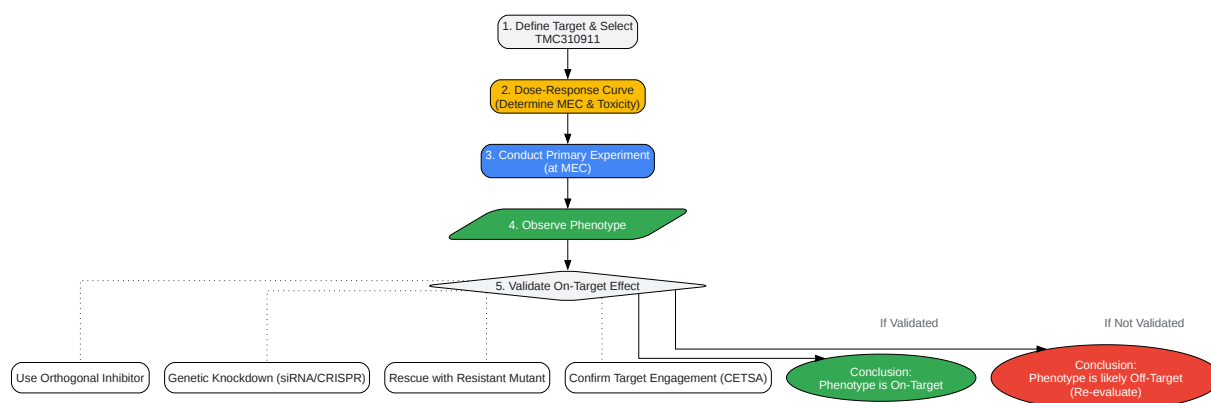 1. Define Target & Select
TMC310911
2. Dose-Response Curve
(Determine MEC & Toxicity)
3. Conduct Primary Experiment
(at MEC)
4. Observe Phenotype
5. Validate On-Target Effect
If Validated
If Not Validated
Use Orthogonal Inhibitor
Genetic Knockdown (siRNA/CRISPR)
Rescue with Resistant Mutant
Confirm Target Engagement (CETSA)
Conclusion:
Phenotype is On-Target
Conclusion:
Phenotype is likely Off-Target
(Re-evaluate)